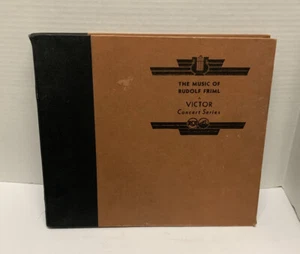 THE MUSIC OF
RUDOLF FRIML
VICTOR
Concert Series